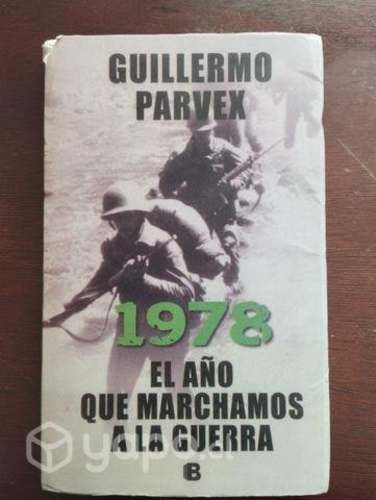 GUILLERMO
PARVEX
1978
EL AÑO
QUE MARCHAMOS
A LA GUERRA
B
yapo.cl